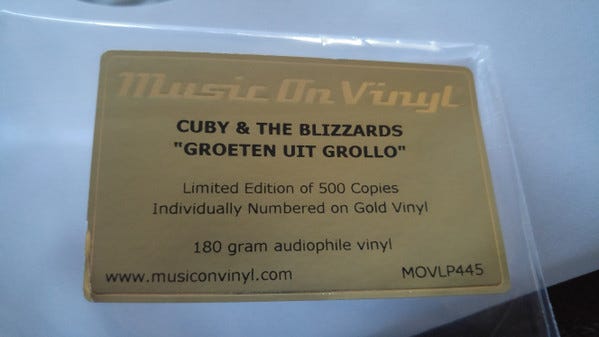 Music On Vinyl
CUBY & THE BLIZZARDS
"GROETEN UIT GROLLO"
Limited Edition of 500 Copies
Individually Numbered on Gold Vinyl
180 gram audiophile vinyl
www.musiconvinyl.com MOVLP445